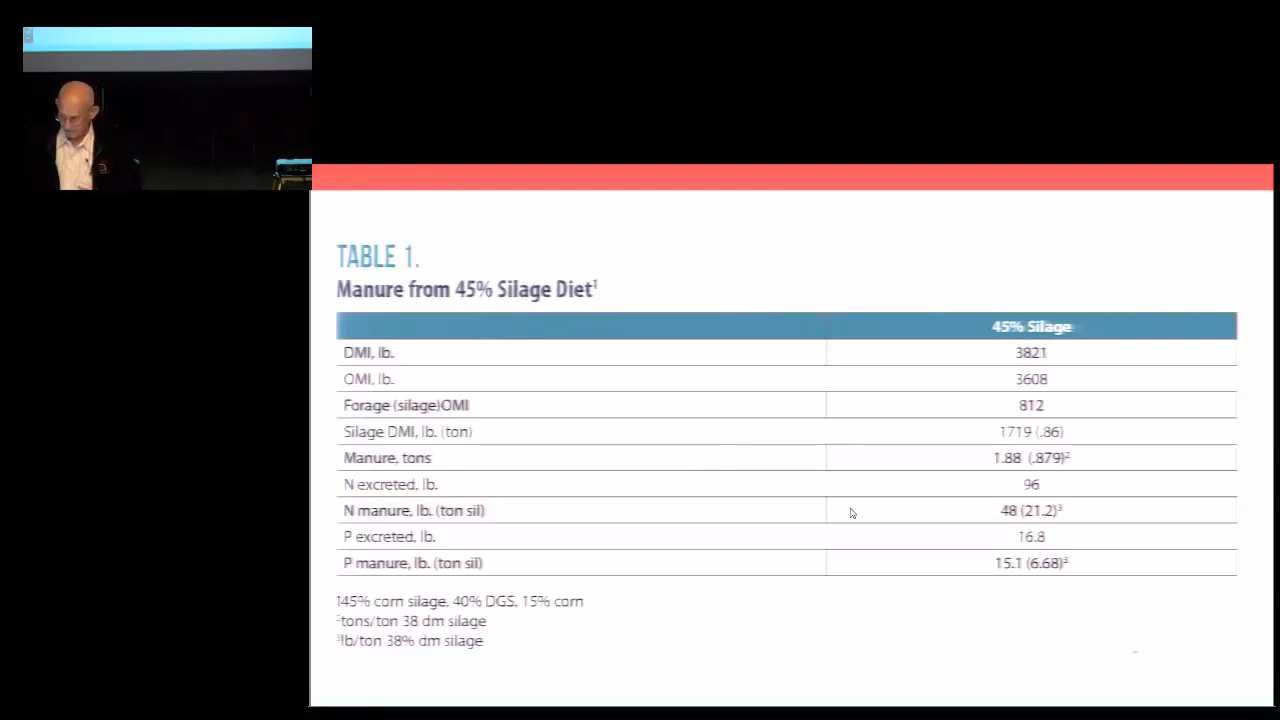 TABLE 1.
Manure from 45% Silage Diet¹
45% Silage
DMI, lb. 3821
OMI, lb. 3608
Forage (silage)OMI 812
Silage DMI, lb. (ton) 1719 (.86)
Manure, tons 1.88 (.879)²
N excreted, lb. 96
N manure, lb. (ton sil) 48 (21.2)³
P excreted, lb. 16.8
P manure, lb. (ton sil) 15.1 (6.68)³
¹45% corn silage, 40% DGS, 15% corn
²tons/ton 38 dm silage
³lb/ton 38% dm silage